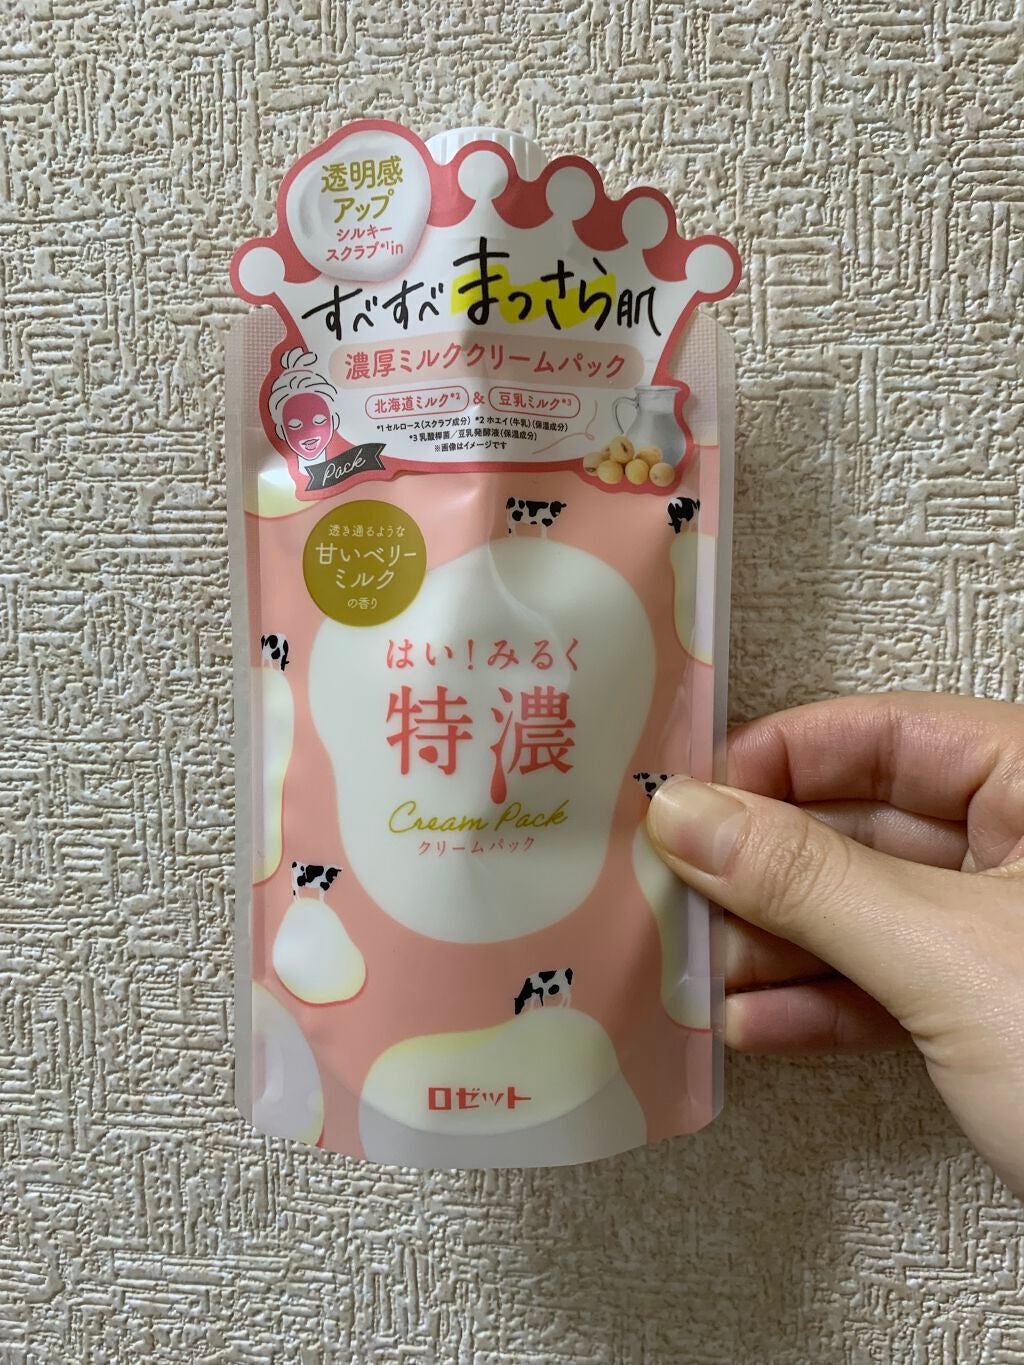 透明感
アップ
シルキー
スクラブ*1in
すべすべまっさら肌
濃厚ミルククリームパック
北海道ミルク*2 & 豆乳ミルク*3
*1 セルロース(スクラブ成分) *2 ホエイ(牛乳)(保湿成分)
*3 乳酸桿菌/豆乳発酵液(保湿成分)
※画像はイメージです
Pack
透き通るような
甘いベリー
ミルク
の香り
はい!みるく
特濃
Cream Pack
クリームパック
ロゼット